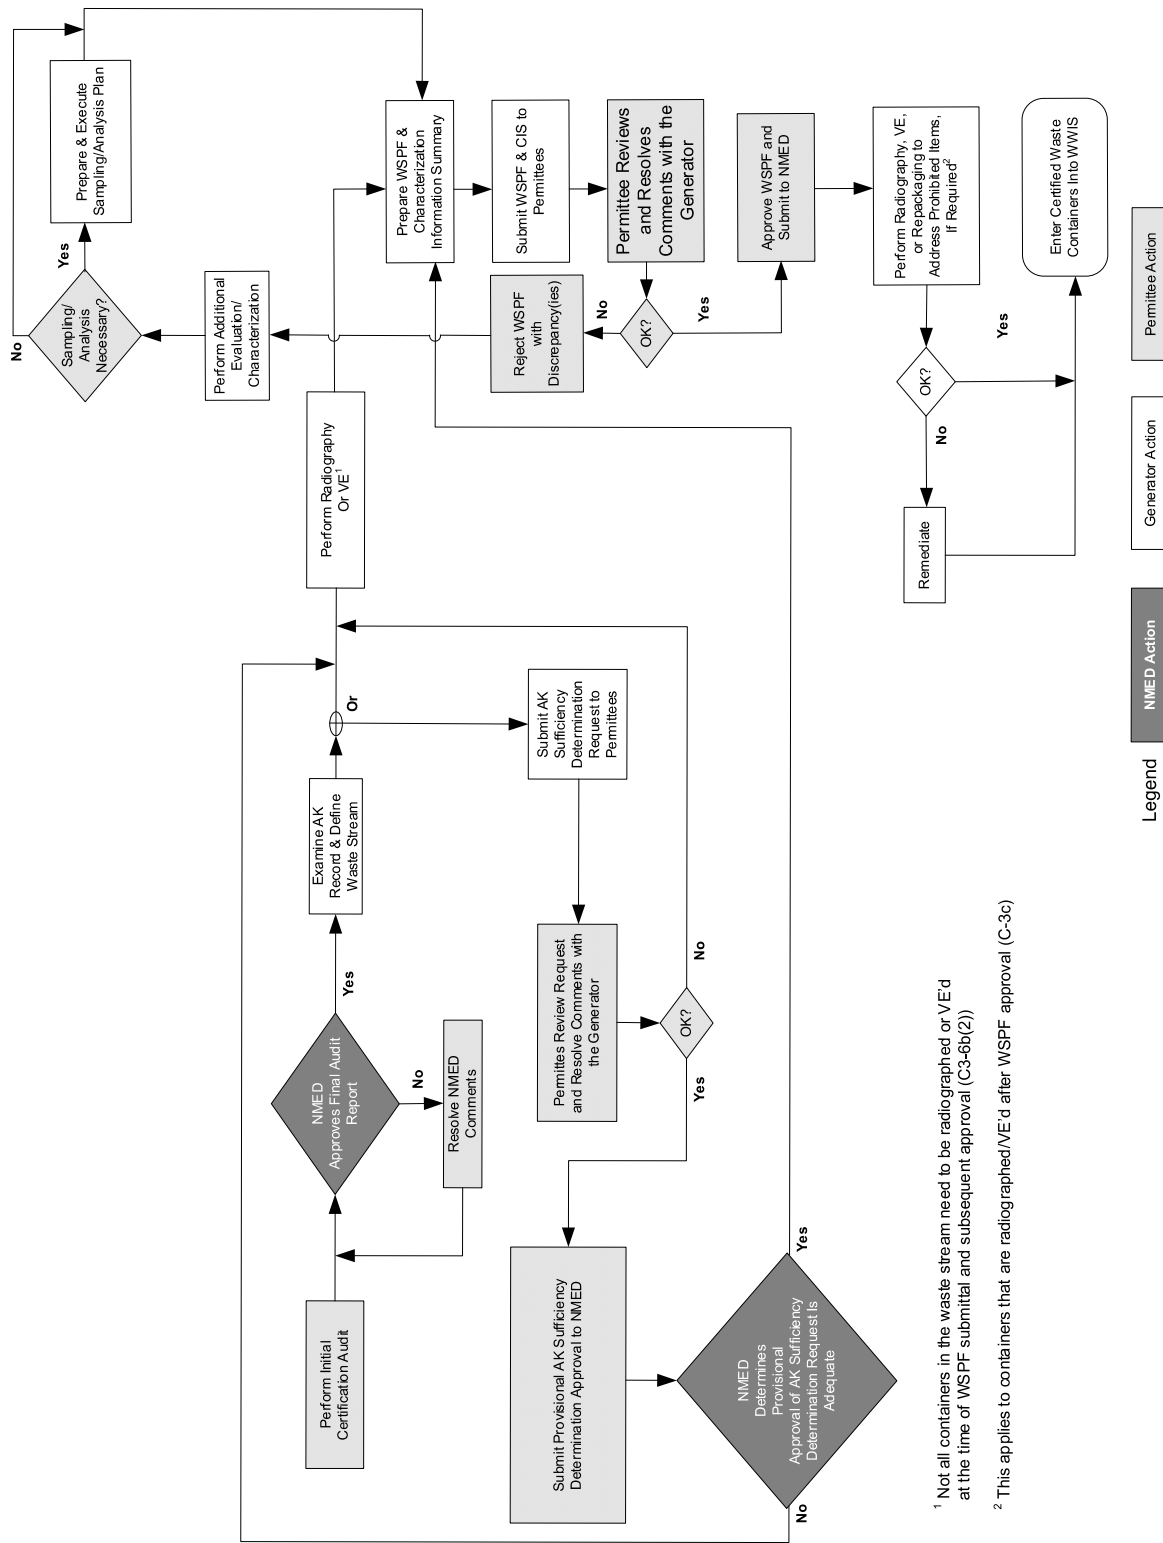 Perform Initial
Certification Audit
NMED
Approves Final Audit
Report
Yes
No
Resolve NMED
Comments
Examine AK
Record & Define
Waste Stream
Or
Submit AK
Sufficiency
Determination
Request to
Permittees
Permittes Review Request
and Resolve Comments with
the Generator
OK?
No
Yes
Submit Provisional AK Sufficiency
Determination Approval to NMED
NMED
Determines
Provisional
Approval of AK Sufficiency
Determination Request Is
Adequate
No
Yes
Perform Radiography
Or VE1
Prepare WSPF &
Characterization
Information Summary
Submit WSPF & CIS to
Permittees
Permittee Reviews
and Resolves
Comments with the
Generator
OK?
No
Yes
Reject WSPF
with
Discrepancy(ies)
Perform Additional
Evaluation/
Characterization
Sampling/
Analysis
Necessary?
No
Yes
Prepare & Execute
Sampling/Analysis Plan
Approve WSPF and
Submit to NMED
Perform Radiography, VE,
or Repackaging to
Address Prohibited Items,
If Required2
OK?
No
Yes
Remediate
Enter Certified Waste
Containers Into WWIS
1 Not all containers in the waste stream need to be radiographed or VE'd
at the time of WSPF submittal and subsequent approval (C3-6b(2))
2 This applies to containers that are radiographed/VE'd after WSPF approval (C-3c)
Legend
NMED Action
Generator Action
Permittee Action